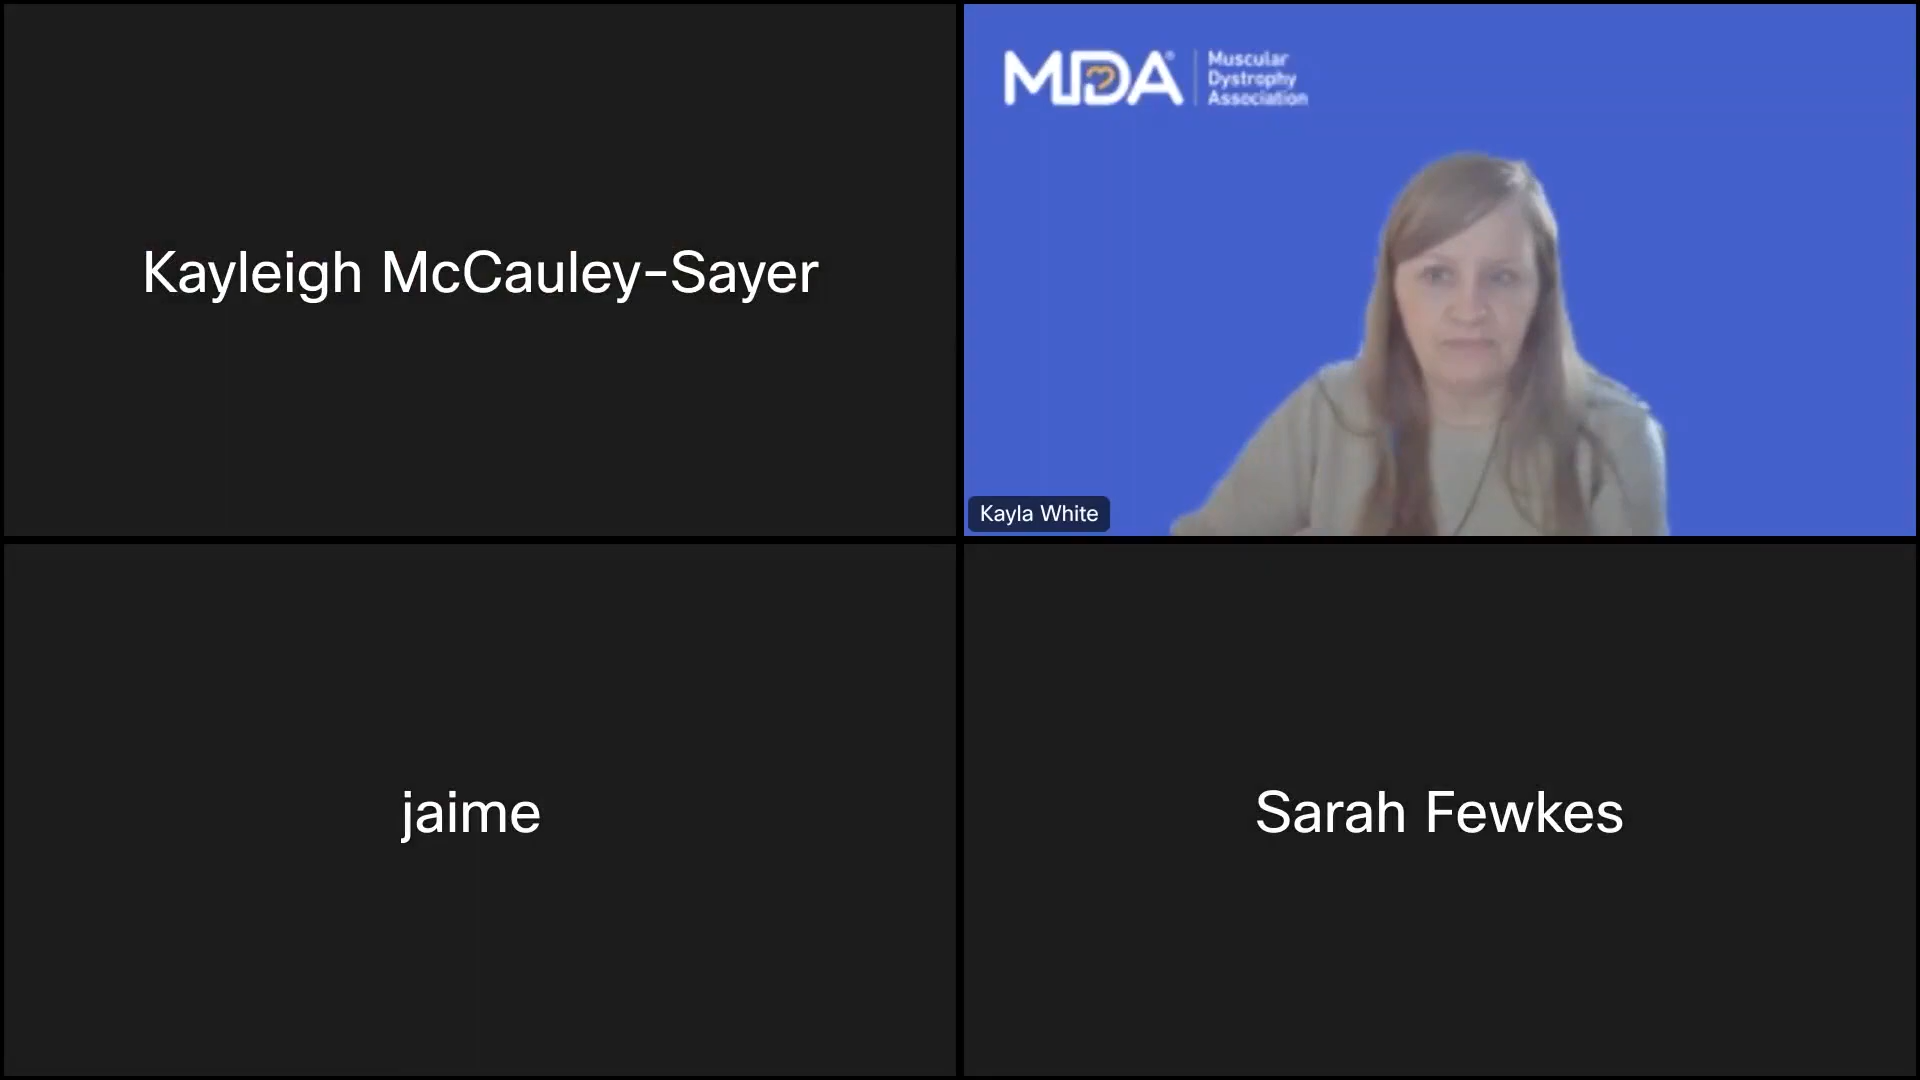 Kayleigh McCauley-Sayer
MDA
Muscular
Dystrophy
Association
Kayla White
jaime
Sarah Fewkes